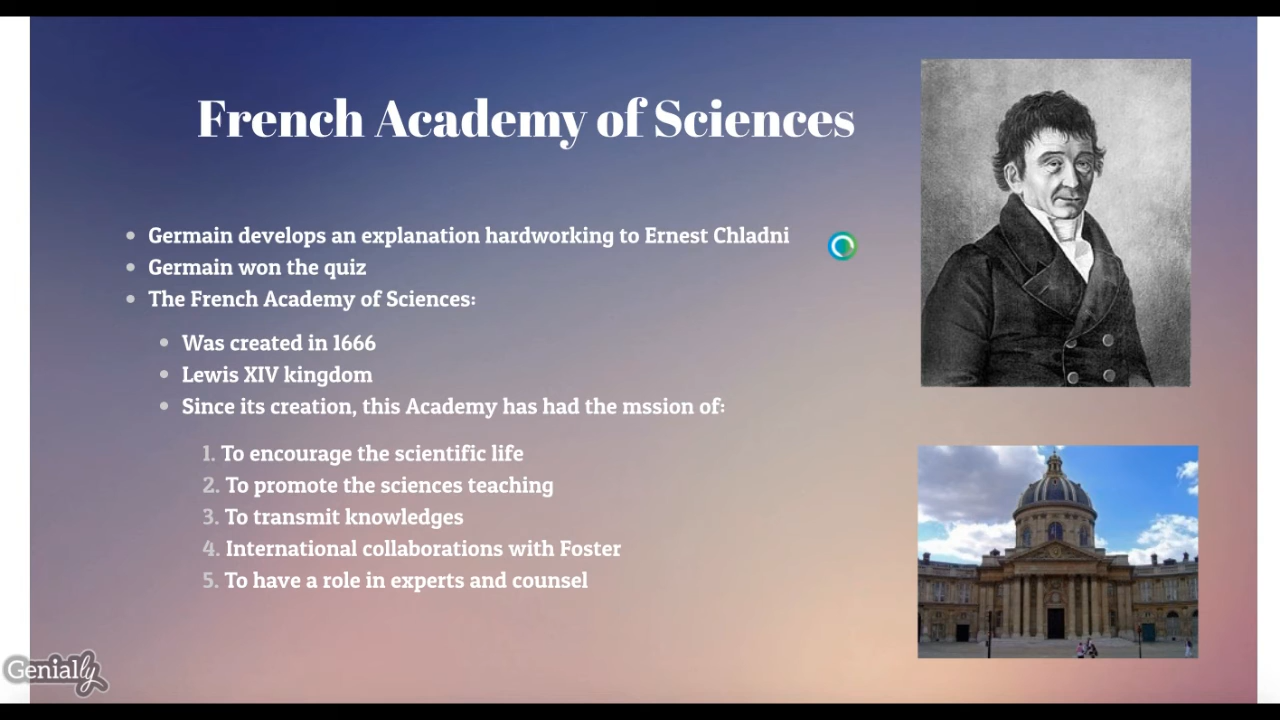 French Academy of Sciences
Germain develops an explanation hardworking to Ernest Chladni
Germain won the quiz
The French Academy of Sciences:
Was created in 1666
Lewis XIV kingdom
Since its creation, this Academy has had the mssion of:
1. To encourage the scientific life
2. To promote the sciences teaching
3. To transmit knowledges
4. International collaborations with Foster
5. To have a role in experts and counsel
Genially